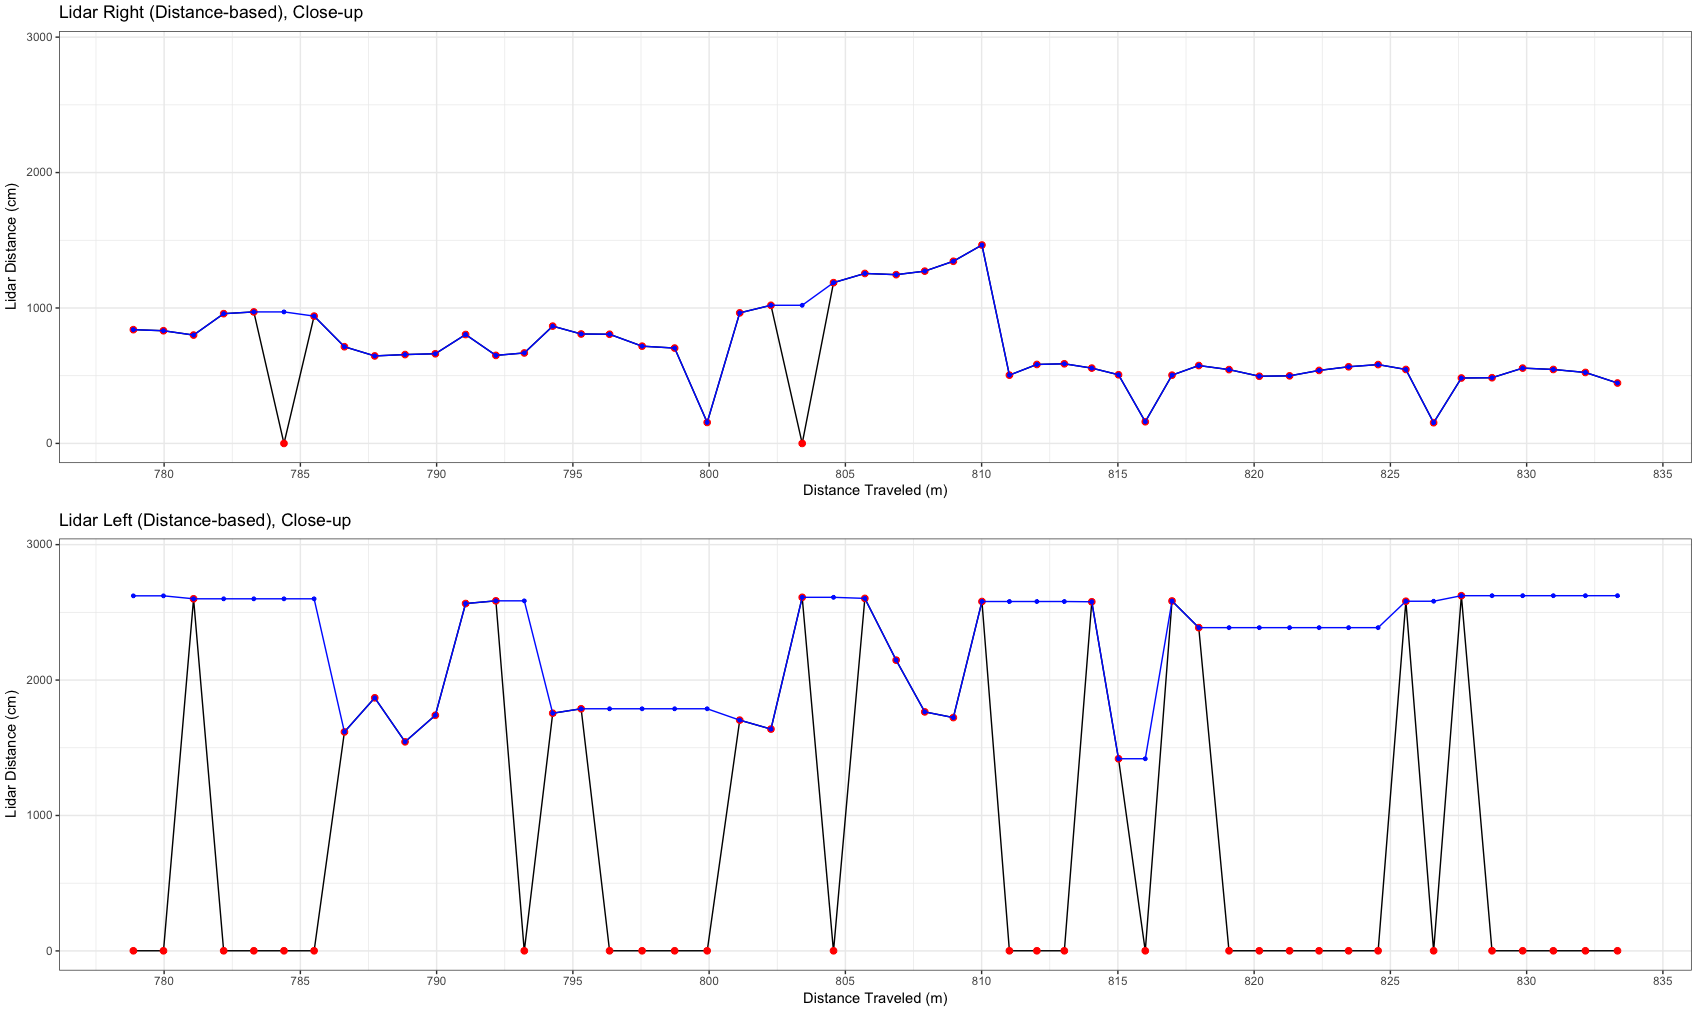 Lidar Right (Distance-based), Close-up
3000
2000
1000
0
Lidar Distance (cm)
780 785 790 795 800 805 810 815 820 825 830 835
Distance Traveled (m)
Lidar Left (Distance-based), Close-up
3000
2000
1000
0
Lidar Distance (cm)
780 785 790 795 800 805 810 815 820 825 830 835
Distance Traveled (m)